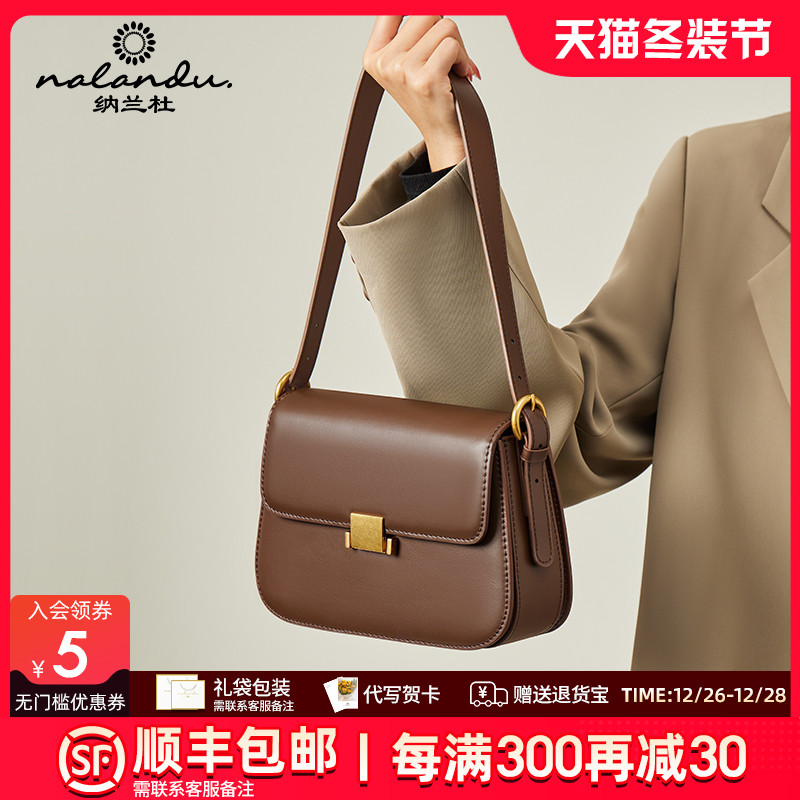 天猫冬装节
nalandu.
纳兰杜
入会领券
¥5
无门槛优惠券
礼袋包装
需联系客服备注
代写贺卡
赠送退货宝
TIME:12/26-12/28
SF
顺丰包邮
需联系客服备注
每满300再减30